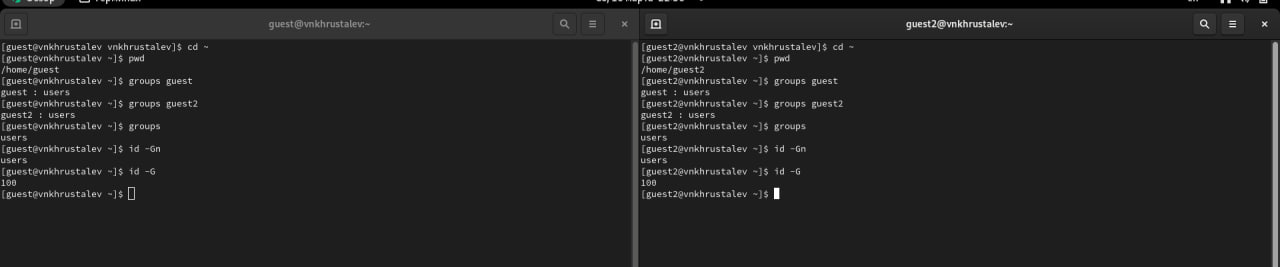 guest@vnkhrustalev:~
[guest@vnkhrustalev vnkhrustalev]$ cd ~
[guest@vnkhrustalev ~]$ pwd
/home/guest
[guest@vnkhrustalev ~]$ groups guest
guest : users
[guest@vnkhrustalev ~]$ groups guest2
guest2 : users
[guest@vnkhrustalev ~]$ groups
users
[guest@vnkhrustalev ~]$ id -Gn
users
[guest@vnkhrustalev ~]$ id -G
100
[guest@vnkhrustalev ~]$
guest2@vnkhrustalev:~
[guest2@vnkhrustalev vnkhrustalev]$ cd ~
[guest2@vnkhrustalev ~]$ pwd
/home/guest2
[guest2@vnkhrustalev ~]$ groups guest
guest : users
[guest2@vnkhrustalev ~]$ groups guest2
guest2 : users
[guest2@vnkhrustalev ~]$ groups
users
[guest2@vnkhrustalev ~]$ id -Gn
users
[guest2@vnkhrustalev ~]$ id -G
100
[guest2@vnkhrustalev ~]$